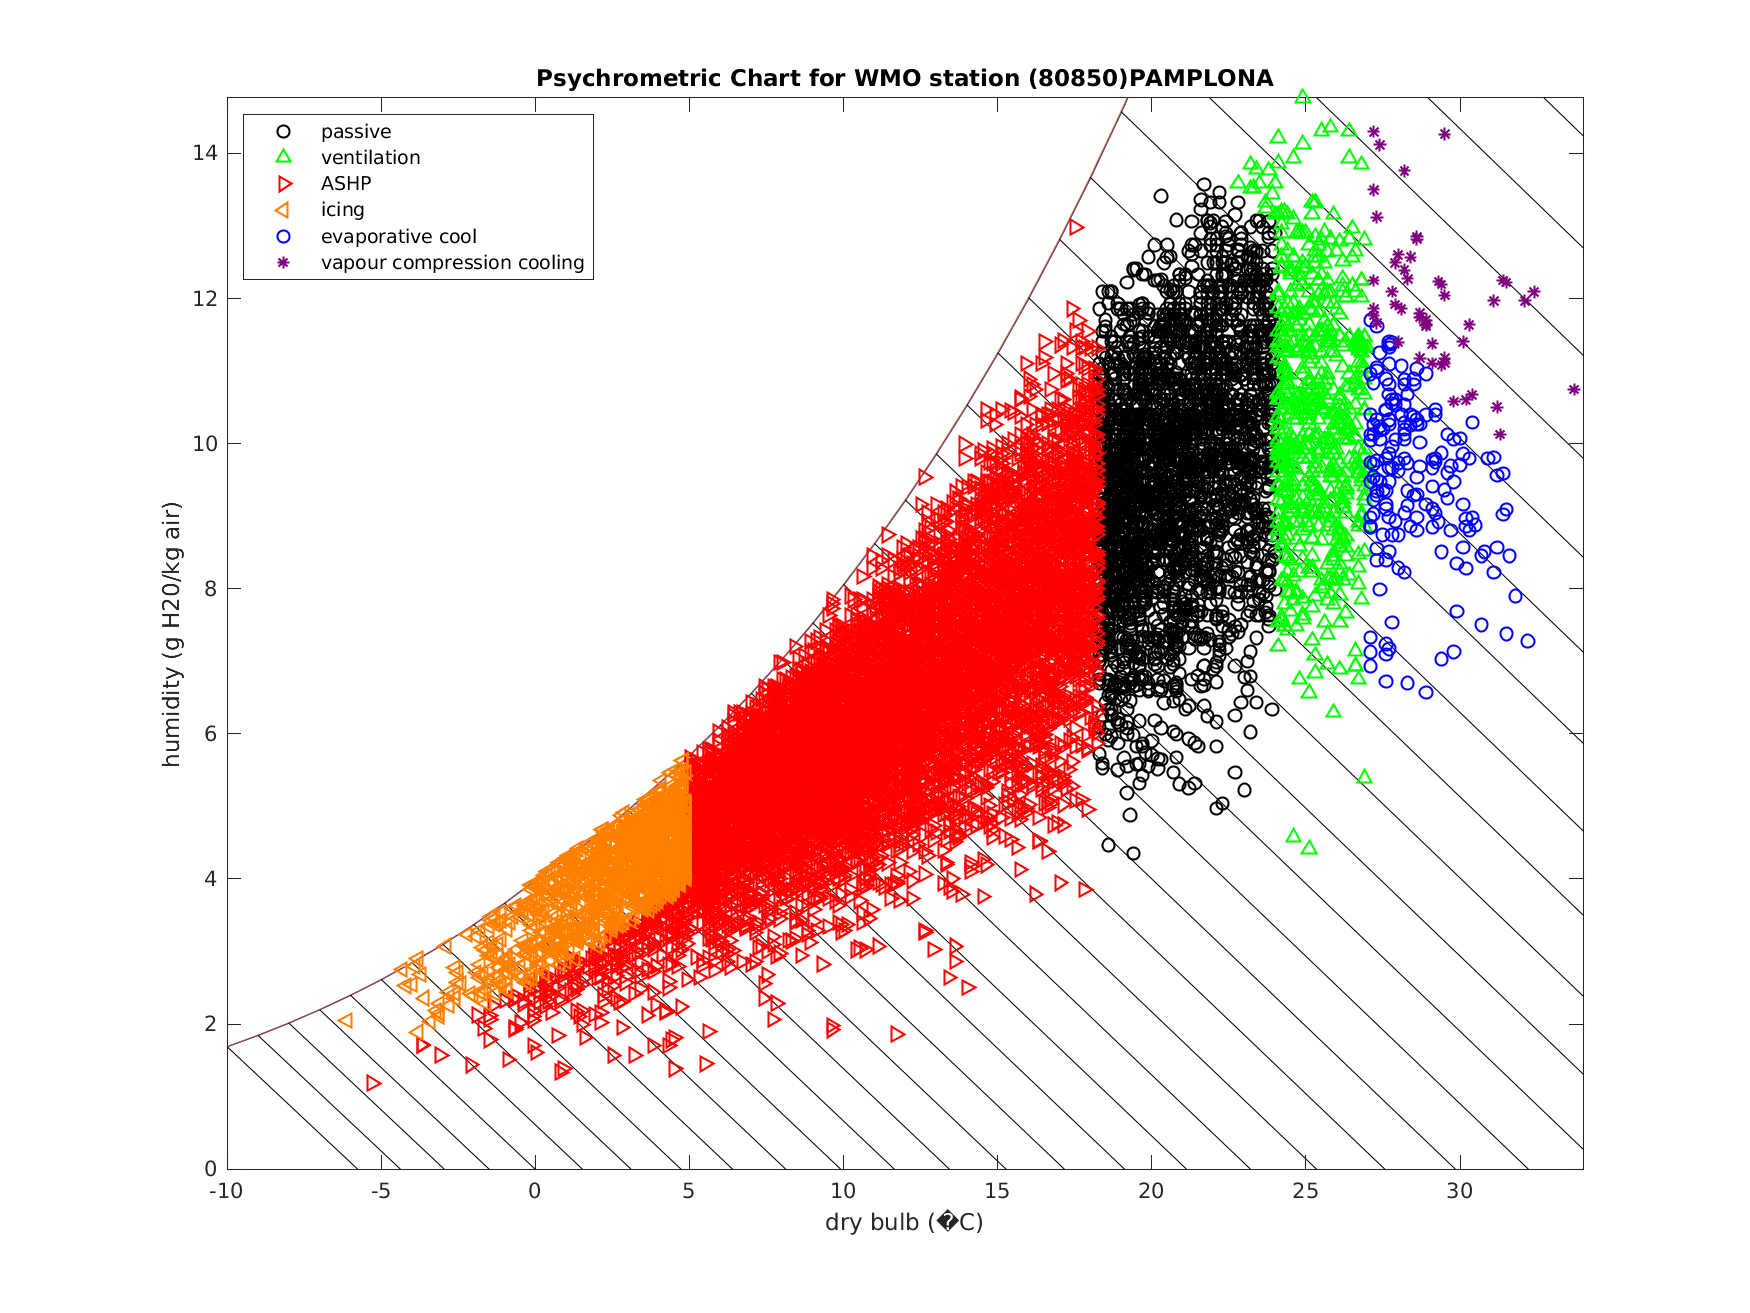 Psychrometric Chart for WMO station (80850)PAMPLONA
passive
ventilation
ASHP
icing
evaporative cool
vapour compression cooling
humidity (g H20/kg air)
14
12
10
8
6
4
2
0
-10 -5 0 5 10 15 20 25 30
dry bulb (�C)